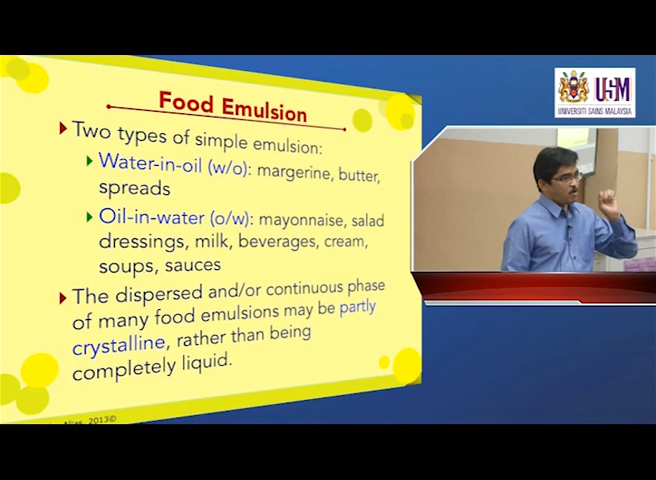 USM
UNIVERSITI SAINS MALAYSIA
Food Emulsion
Two types of simple emulsion:
Water-in-oil (w/o): margerine, butter,
spreads
Oil-in-water (o/w): mayonnaise, salad
dressings, milk, beverages, cream,
soups, sauces
The dispersed and/or continuous phase
of many food emulsions may be partly
crystalline, rather than being
completely liquid.
2013©